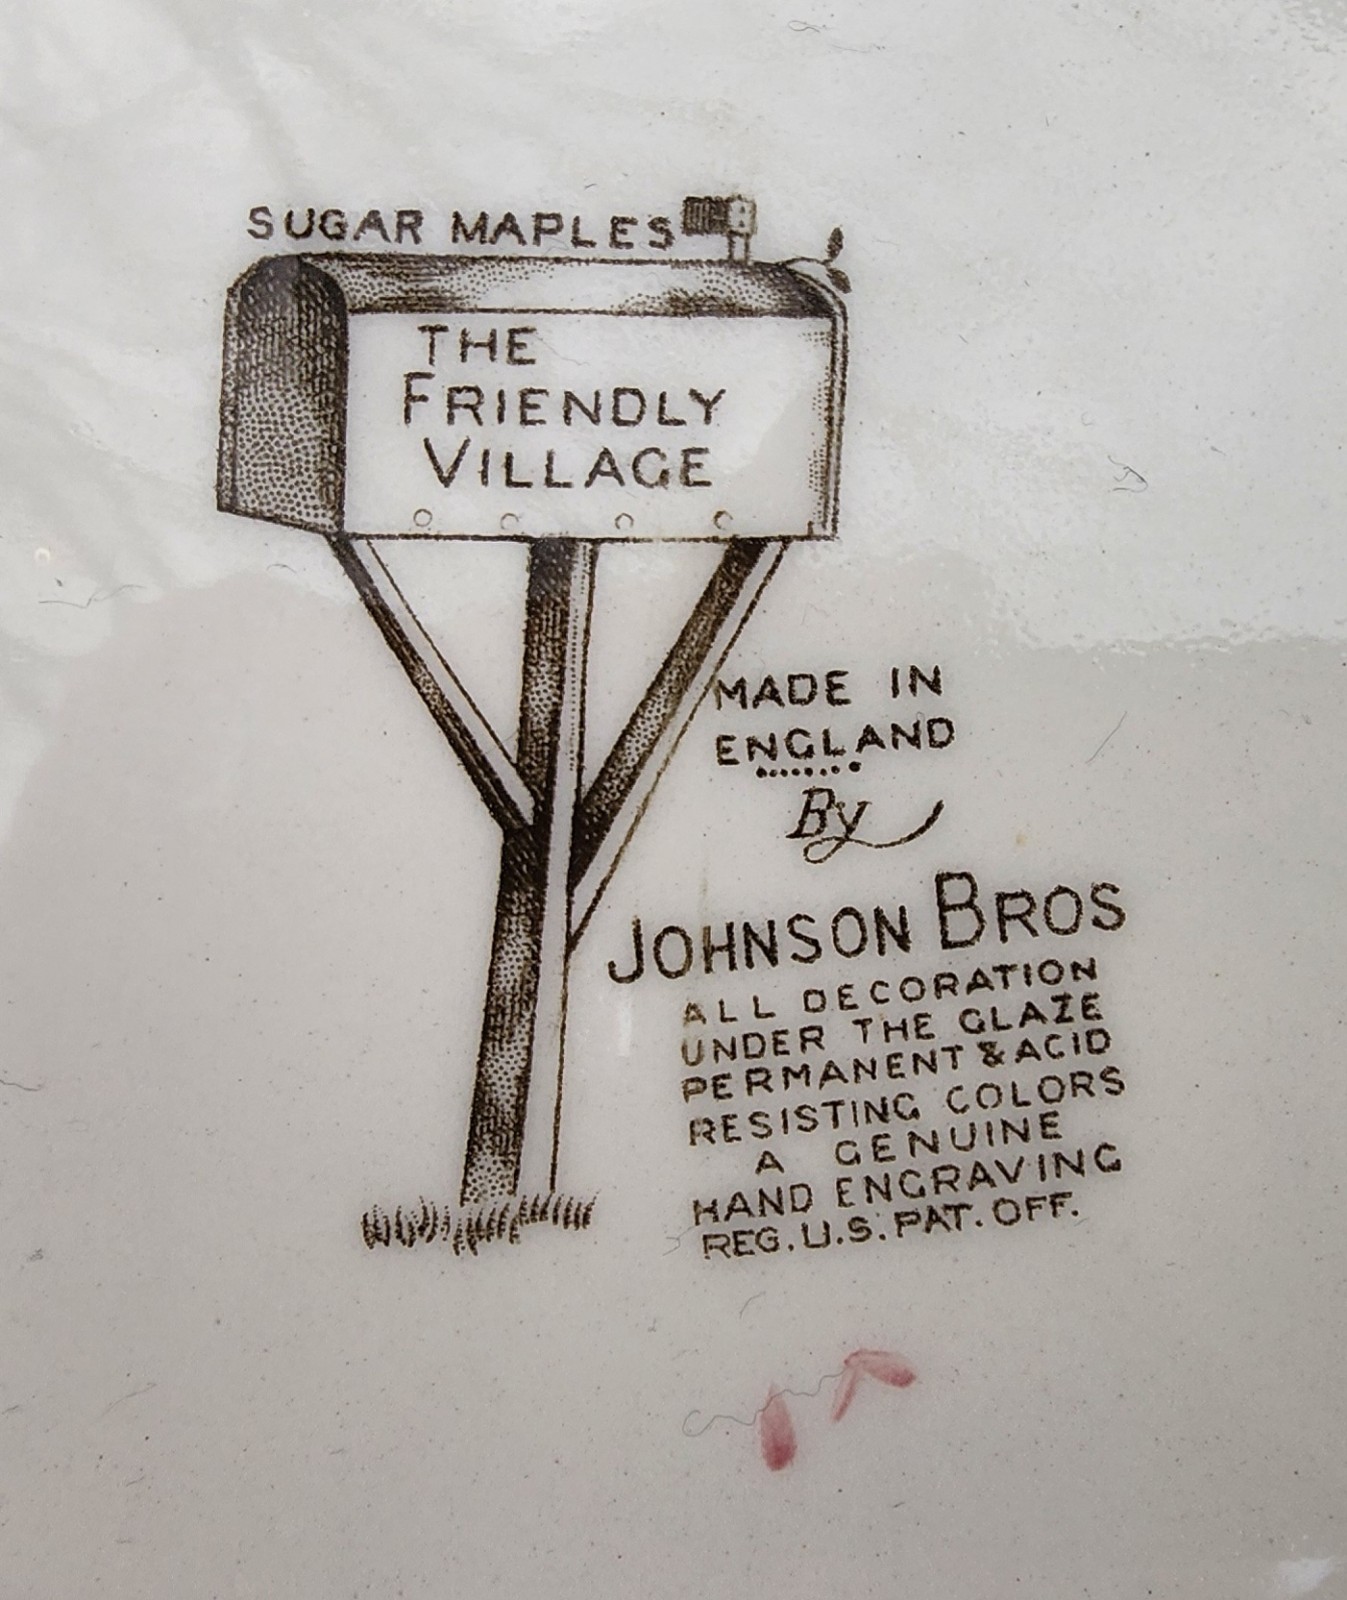 SUGAR MAPLES
THE
FRIENDLY
VILLAGE
MADE IN
ENGLAND
By
JOHNSON BROS
ALL DECORATION
UNDER THE GLAZE
PERMANENT & ACID
RESISTING COLORS
A GENUINE
HAND ENGRAVING
REG. U.S. PAT. OFF.